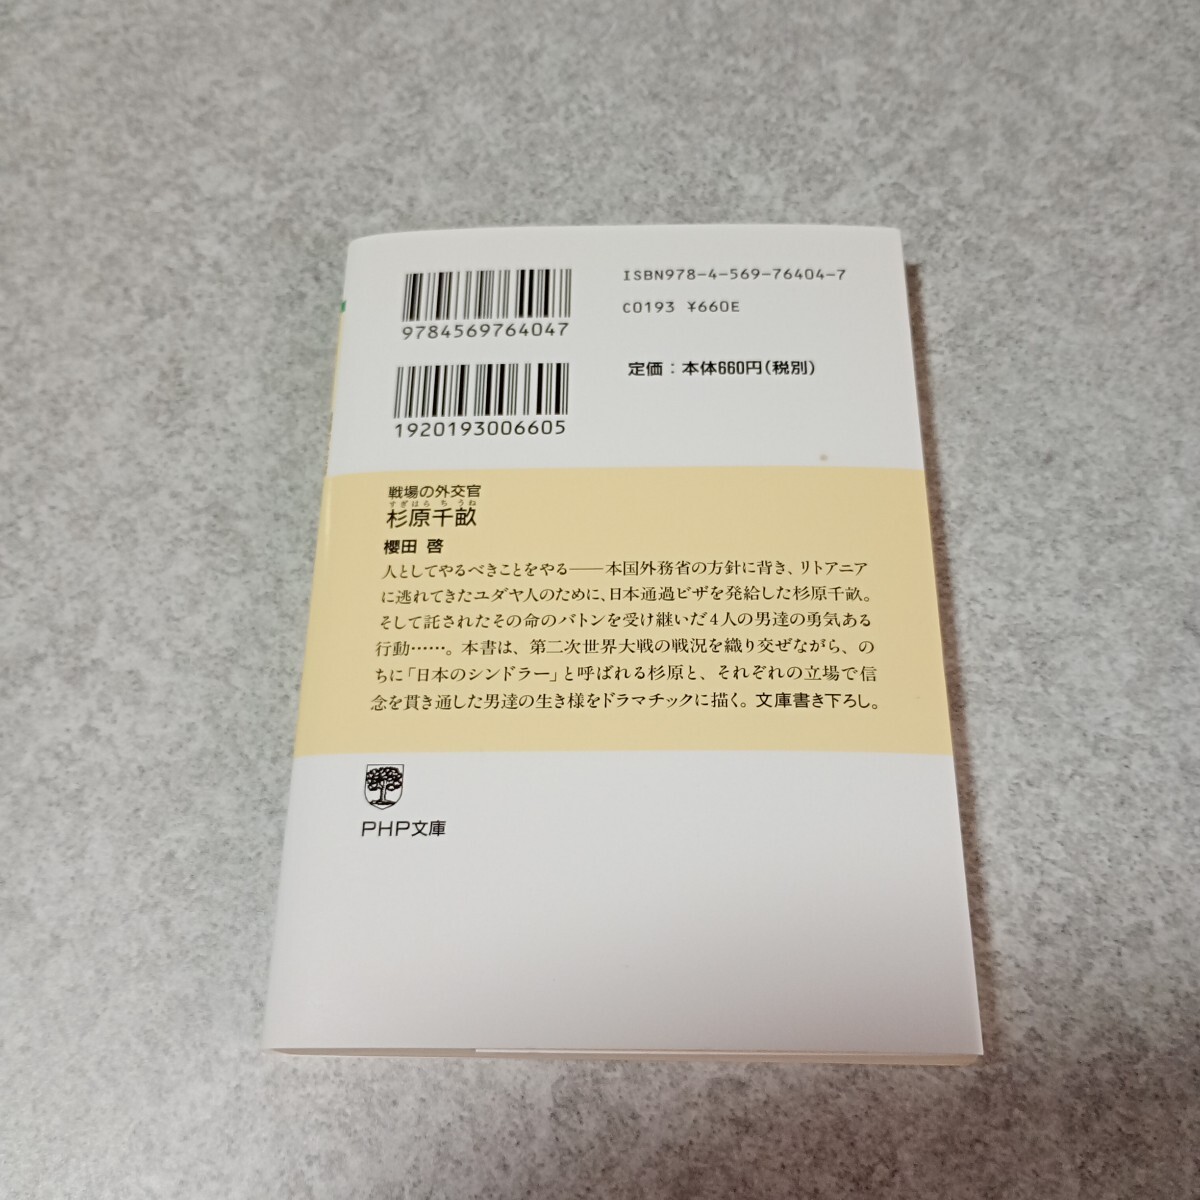 9784569764047
ISBN978-4-569-76404-7
C0193 ¥660E
1920193006605
定価：本体660円(税別)
戦場の外交官
すぎはら ち うね
杉原千畝
櫻田 啓
人としてやるべきことをやる――本国外務省の方針に背き、リトアニア
に逃れてきたユダヤ人のために、日本通過ビザを発給した杉原千畝。
そして託されたその命のバトンを受け継いだ4人の男達の勇気ある
行動……。本書は、第二次世界大戦の戦況を織り交ぜながら、の
ちに「日本のシンドラー」と呼ばれる杉原と、それぞれの立場で信
念を貫き通した男達の生き様をドラマチックに描く。文庫書き下ろし。
PHP文庫